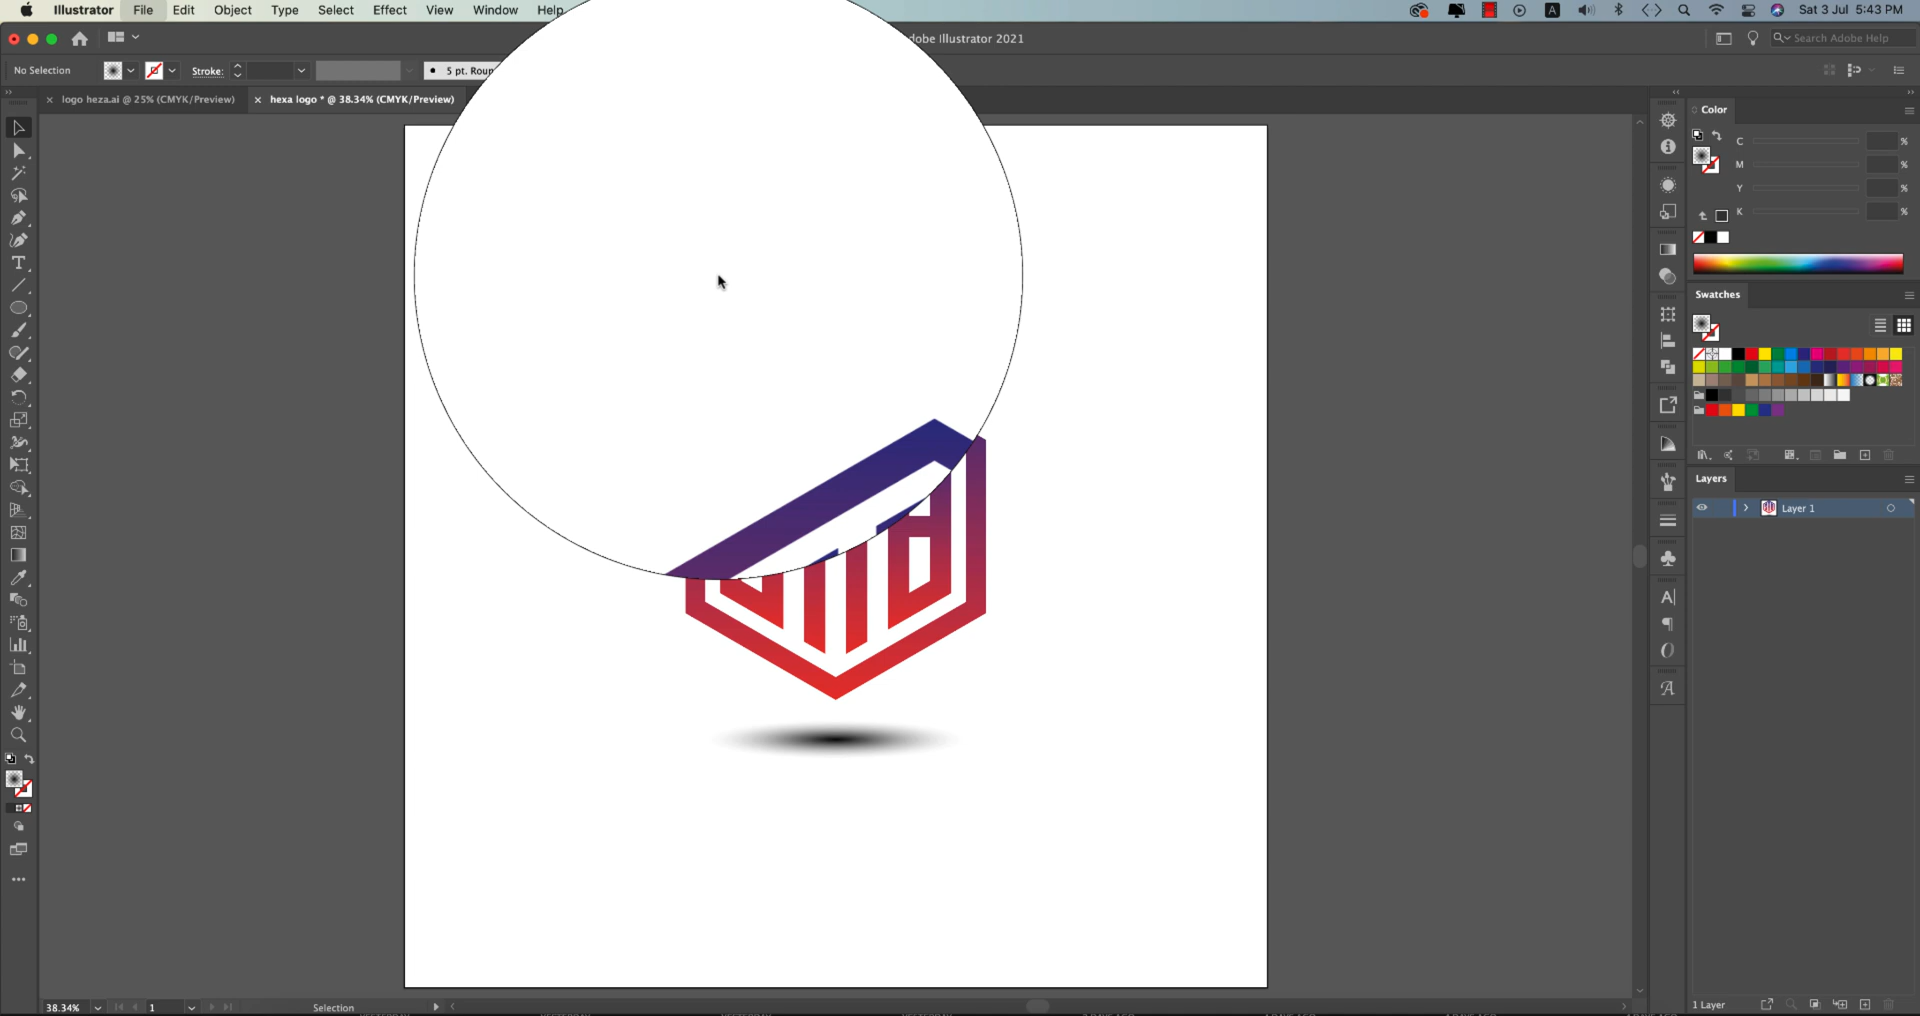 Illustrator File Edit Object Type Select Effect View Window Help
Sat 3 Jul 5:43 PM
dobe Illustrator 2021
Search Adobe Help
No Selection
Stroke:
5 pt. Roun
logo heza.ai @ 25% (CMYK/Preview)
hexa logo * @ 38.34% (CMYK/Preview)
Color
C %
M %
Y %
K %
Swatches
Layers
Layer 1
38.34%
1
Selection
1 Layer